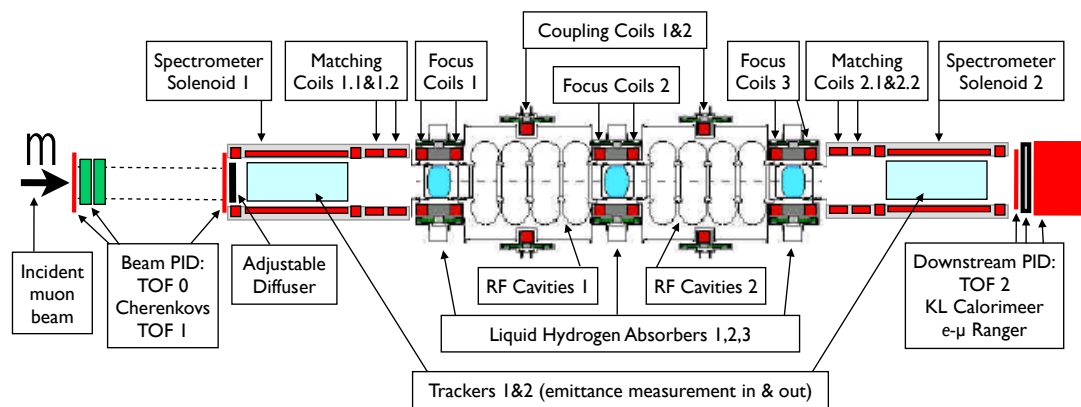 Coupling Coils 1&2
Spectrometer
Solenoid 1
Matching
Coils 1.1&1.2
Focus
Coils 1
Focus Coils 2
Focus
Coils 3
Matching
Coils 2.1&2.2
Spectrometer
Solenoid 2
m
Incident
muon
beam
Beam PID:
TOF 0
Cherenkovs
TOF 1
Adjustable
Diffuser
RF Cavities 1
RF Cavities 2
Downstream PID:
TOF 2
KL Calorimeer
e-µ Ranger
Liquid Hydrogen Absorbers 1,2,3
Trackers 1&2 (emittance measurement in & out)